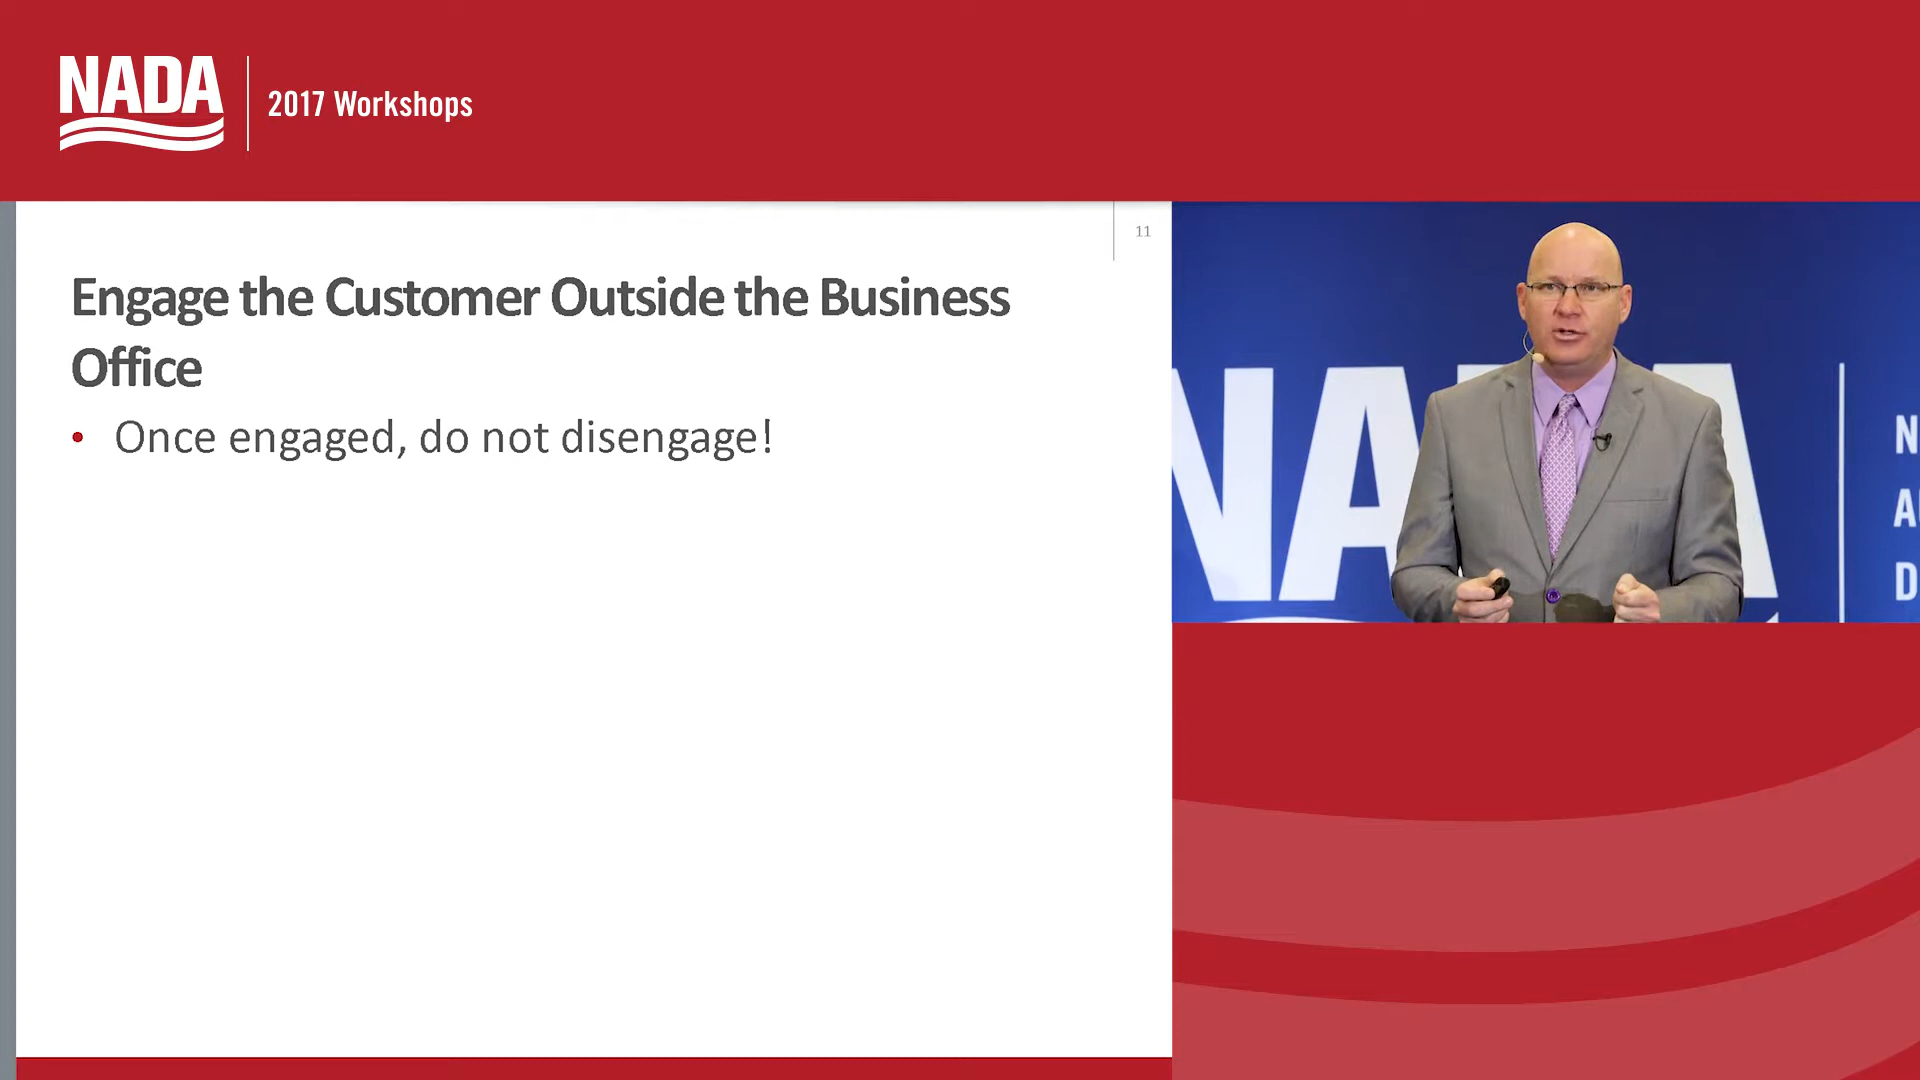 NADA
2017 Workshops
11
Engage the Customer Outside the Business
Office
• Once engaged, do not disengage!
NADA
N
A
D